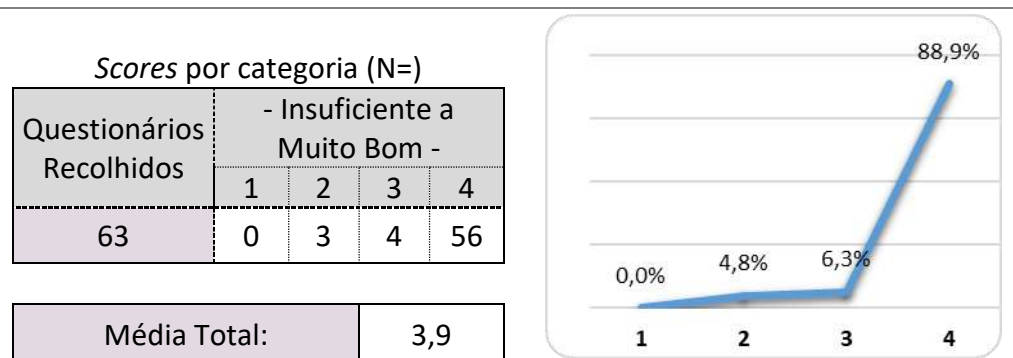 Scores por categoria (N=)
Questionários
Recolhidos
- Insuficiente a
Muito Bom -
1 2 3 4
63 0 3 4 56
Média Total: 3,9
88,9%
0,0% 4,8% 6,3%
1 2 3 4